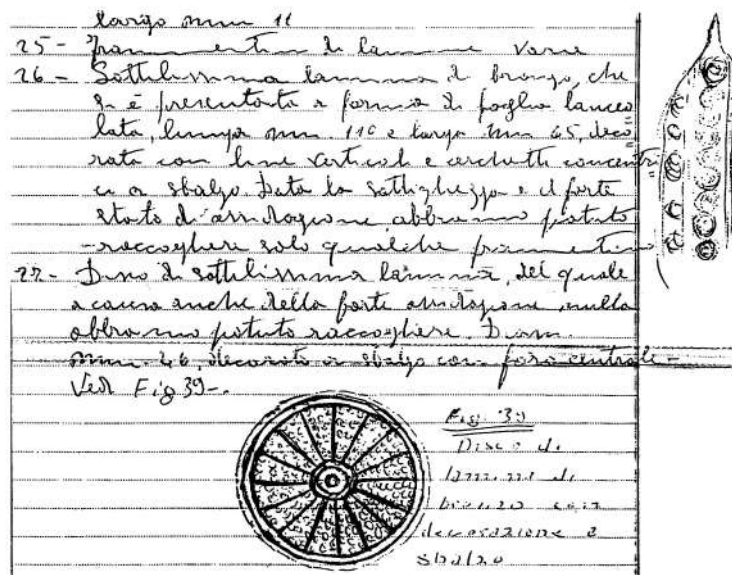 largo mm 11
25- Frammentini di lamine varie
26- Sottilissima lamina di bronzo, che
si è presentata a forma di foglia lanceo
lata, lunga mm. 110 e larga mm 65, deco
rata con linee verticali e cerchietti concentri
ci a sbalzo. Data la sottigliezza e il forte
stato di ossidazione abbiamo potuto
raccogliere solo qualche frammentino
27- Disco di sottilissima lamina, del quale
a causa anche della forte ossidazione, nulla
abbiamo potuto raccogliere. Diam.
mm. 46, decorato a sbalzo con foro centrale-
Vedi Fig 39-.
Fig. 39
Disco di
lamina di
bronzo con
decorazione a
sbalzo